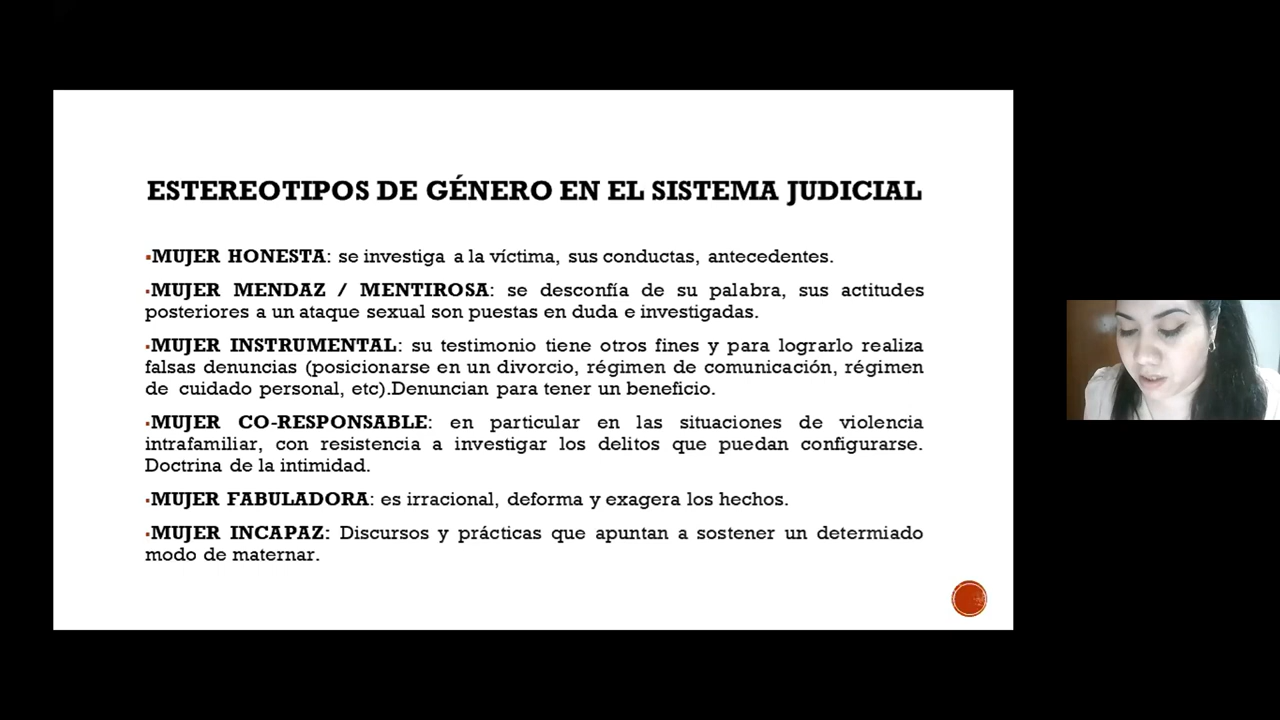 ESTEREOTIPOS DE GÉNERO EN EL SISTEMA JUDICIAL
▪MUJER HONESTA: se investiga a la víctima, sus conductas, antecedentes.
▪MUJER MENDAZ / MENTIROSA: se desconfía de su palabra, sus actitudes
posteriores a un ataque sexual son puestas en duda e investigadas.
▪MUJER INSTRUMENTAL: su testimonio tiene otros fines y para lograrlo realiza
falsas denuncias (posicionarse en un divorcio, régimen de comunicación, régimen
de cuidado personal, etc).Denuncian para tener un beneficio.
▪MUJER CO-RESPONSABLE: en particular en las situaciones de violencia
intrafamiliar, con resistencia a investigar los delitos que puedan configurarse.
Doctrina de la intimidad.
▪MUJER FABULADORA: es irracional, deforma y exagera los hechos.
▪MUJER INCAPAZ: Discursos y prácticas que apuntan a sostener un determiado
modo de maternar.